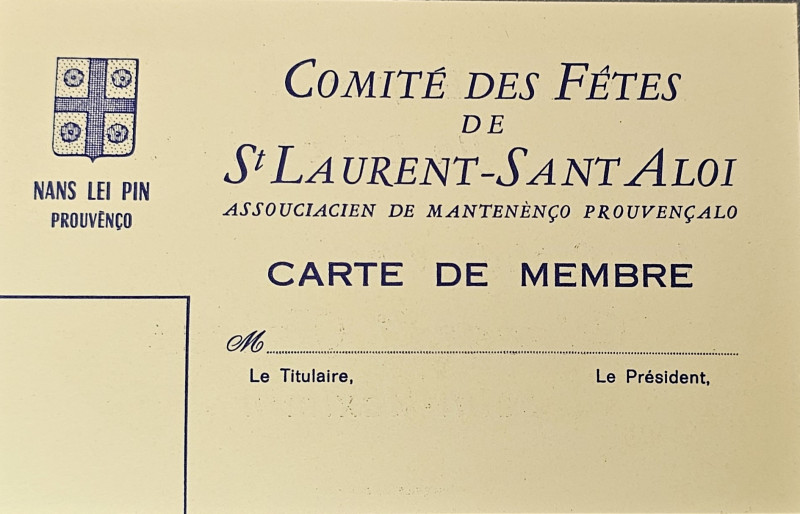 COMITÉ DES FÊTES
DE
St LAURENT-SANT ALOI
ASSOUCIACIEN DE MANTENÈNÇO PROUVENÇALO
NANS LEI PIN
PROUVÈNÇO
CARTE DE MEMBRE
M
Le Titulaire,
Le Président,